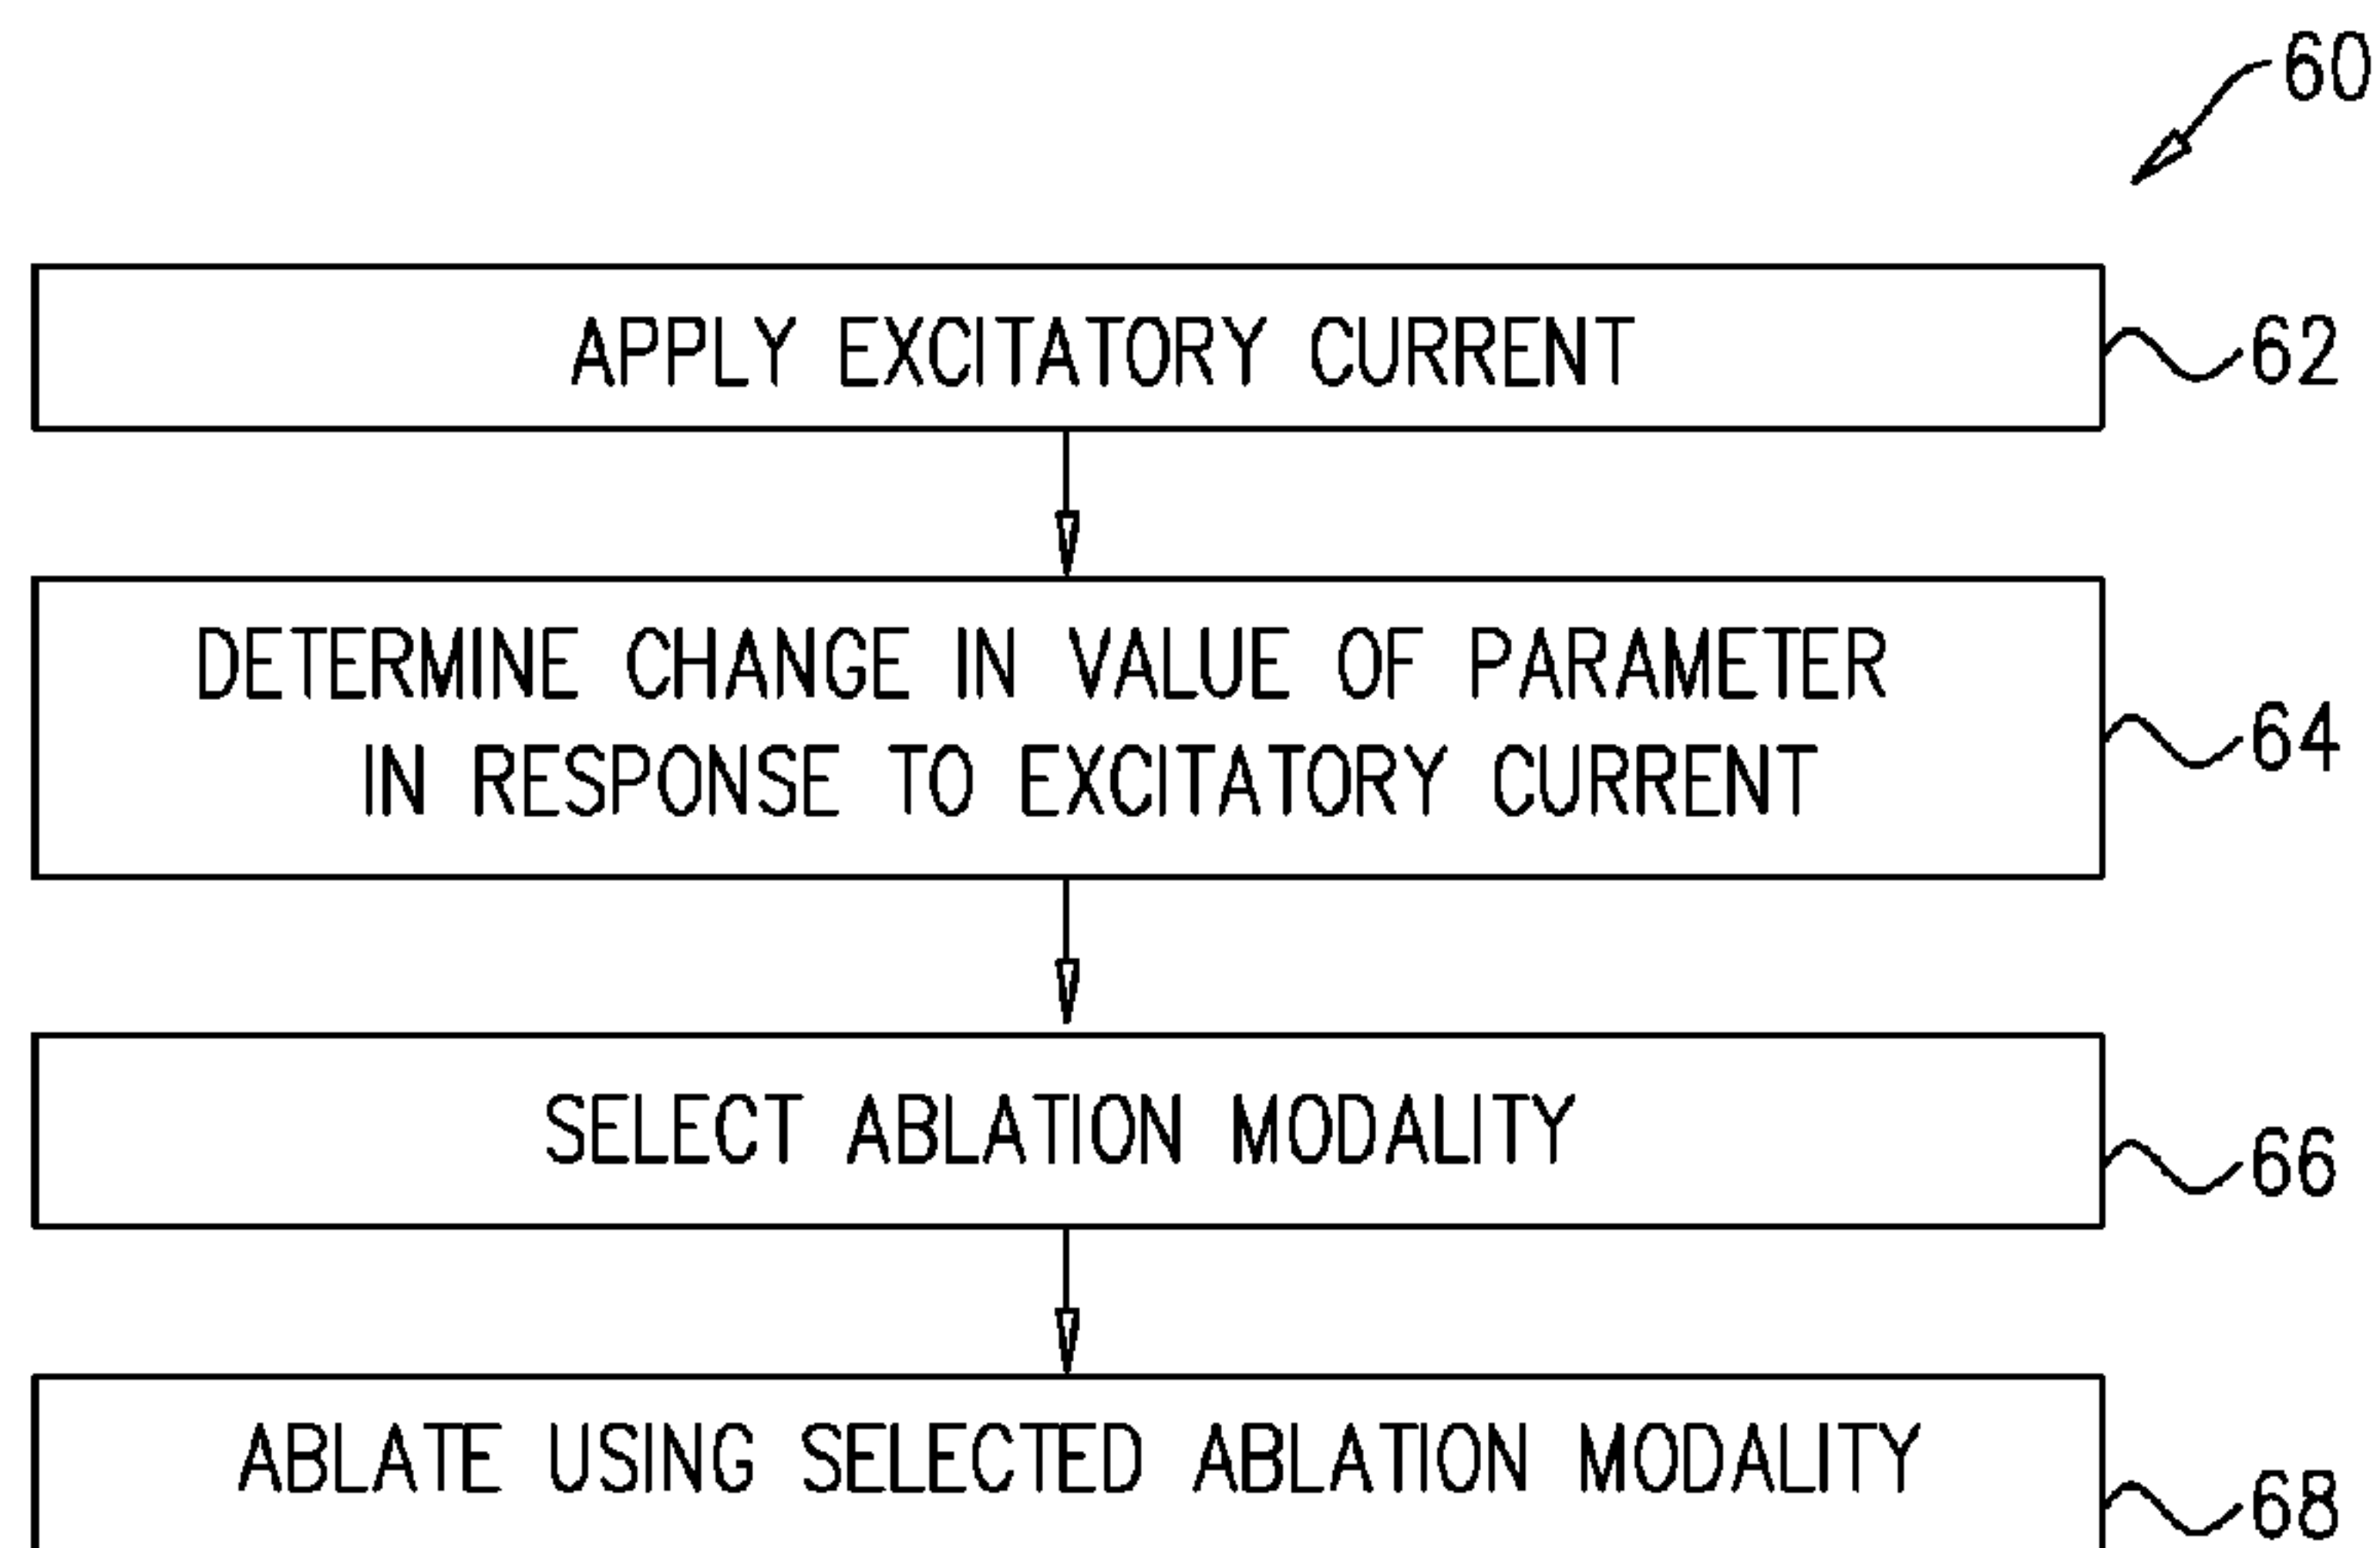 60
APPLY EXCITATORY CURRENT
62
DETERMINE CHANGE IN VALUE OF PARAMETER
IN RESPONSE TO EXCITATORY CURRENT
64
SELECT ABLATION MODALITY
66
ABLATE USING SELECTED ABLATION MODALITY
68